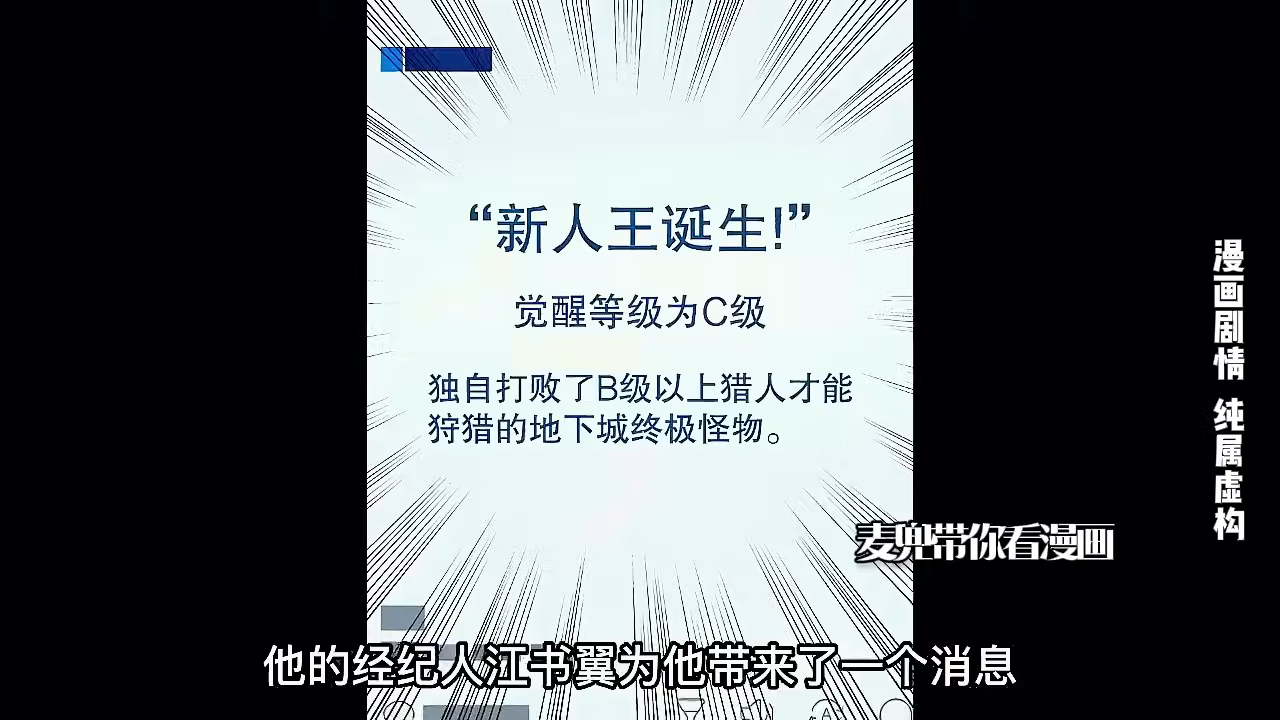 “新人王诞生!”
觉醒等级为C级
独自打败了B级以上猎人才能
狩猎的地下城终极怪物。
漫画剧情 纯属虚构
麦兜带你看漫画
他的经纪人江书翼为他带来了一个消息